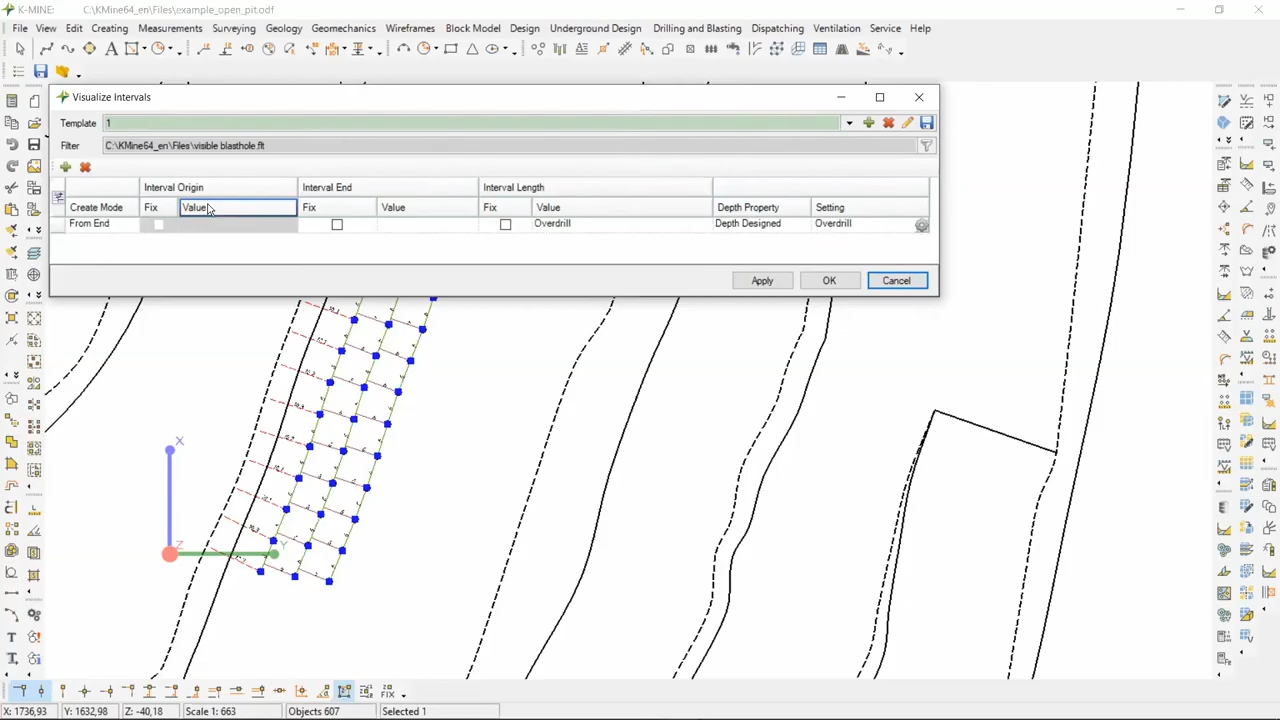 K-MINE: C:\KMine64_en\Files\example_open_pit.odf
File View Edit Creating Measurements Surveying Geology Geomechanics Wireframes Block Model Design Underground Design Drilling and Blasting Dispatching Ventilation Service Help
Visualize Intervals
Template 1
Filter C:\KMine64_en\Files\visible blasthole.flt
Interval Origin Interval End Interval Length
Create Mode Fix Value Fix Value Fix Value Depth Property Setting
From End Overdrill Depth Designed Overdrill
Apply OK Cancel
X
Y
Z
X: 1736,93 Y: 1632,98 Z: -40,18 Scale 1: 663 Objects 607 Selected 1